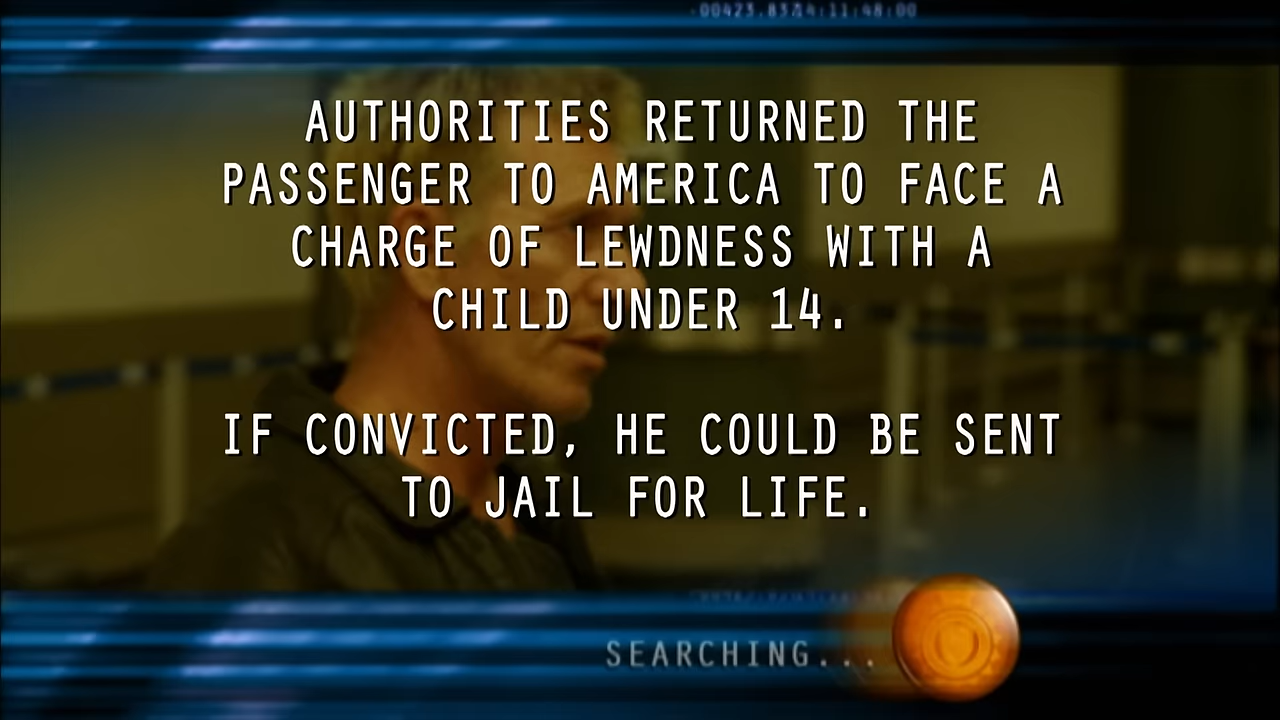 AUTHORITIES RETURNED THE
PASSENGER TO AMERICA TO FACE A
CHARGE OF LEWDNESS WITH A
CHILD UNDER 14.
IF CONVICTED, HE COULD BE SENT
TO JAIL FOR LIFE.
SEARCHING...